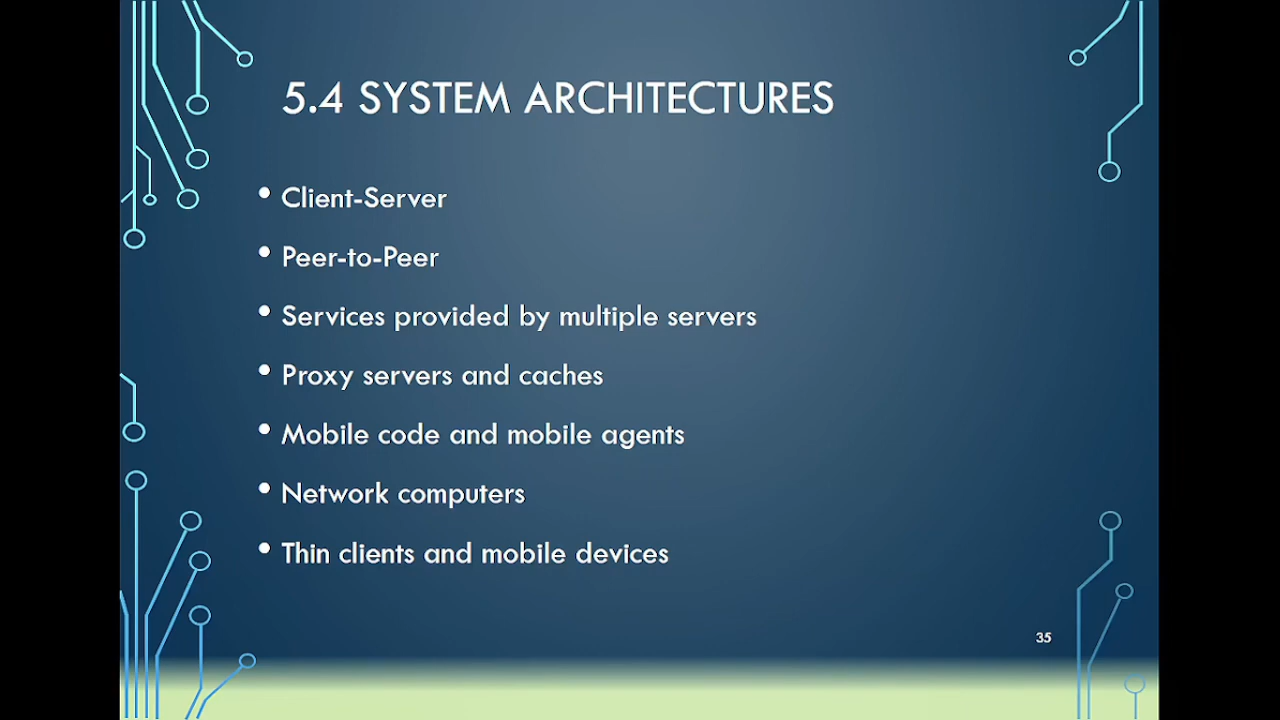 5.4 SYSTEM ARCHITECTURES
• Client-Server
• Peer-to-Peer
• Services provided by multiple servers
• Proxy servers and caches
• Mobile code and mobile agents
• Network computers
• Thin clients and mobile devices
35